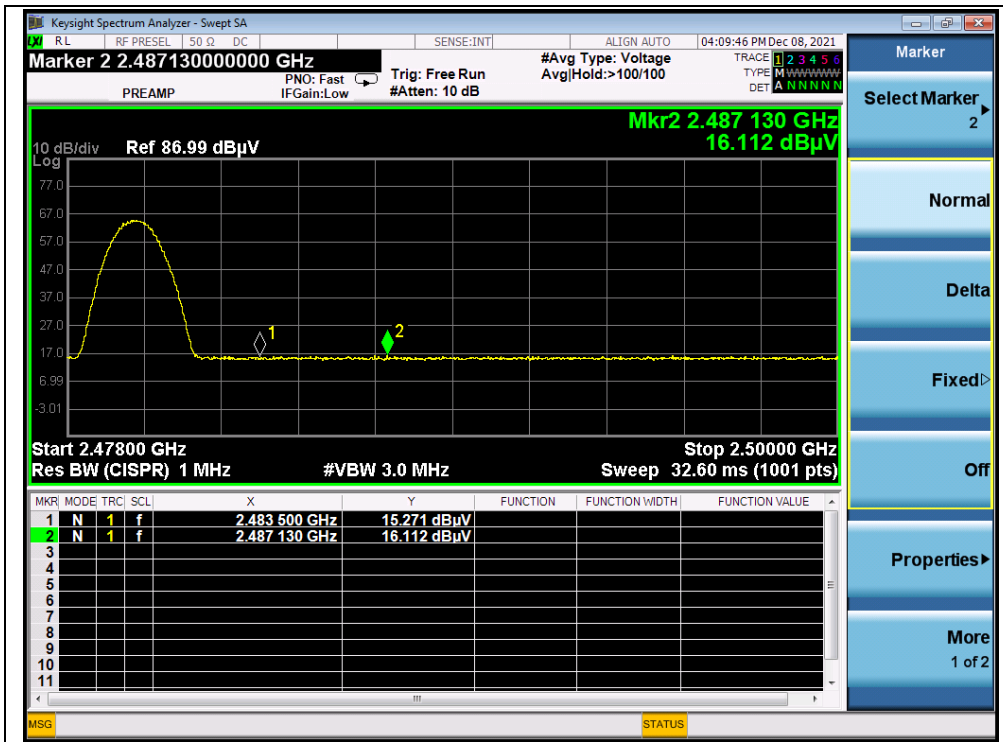 Keysight Spectrum Analyzer - Swept SA
LXI RL RF PRESEL 50 Ω DC SENSE:INT ALIGN AUTO 04:09:46 PM Dec 08, 2021
Marker 2 2.487130000000 GHz #Avg Type: Voltage TRACE 1 2 3 4 5 6
PNO: Fast Trig: Free Run Avg|Hold:>100/100 TYPE M WWWWW
PREAMP IFGain:Low #Atten: 10 dB DET A N N N N N
Mkr2 2.487 130 GHz
10 dB/div Ref 86.99 dBµV 16.112 dBµV
Log
77.0
67.0
57.0
47.0
37.0
27.0
17.0
6.99
-3.01
1
2
Start 2.47800 GHz Stop 2.50000 GHz
Res BW (CISPR) 1 MHz #VBW 3.0 MHz Sweep 32.60 ms (1001 pts)
MKR MODE TRC SCL X Y FUNCTION FUNCTION WIDTH FUNCTION VALUE
1 N 1 f 2.483 500 GHz 15.271 dBµV
2 N 1 f 2.487 130 GHz 16.112 dBµV
3
4
5
6
7
8
9
10
11
MSG STATUS
Marker
Select Marker
2
Normal
Delta
Fixed
Off
Properties
More
1 of 2